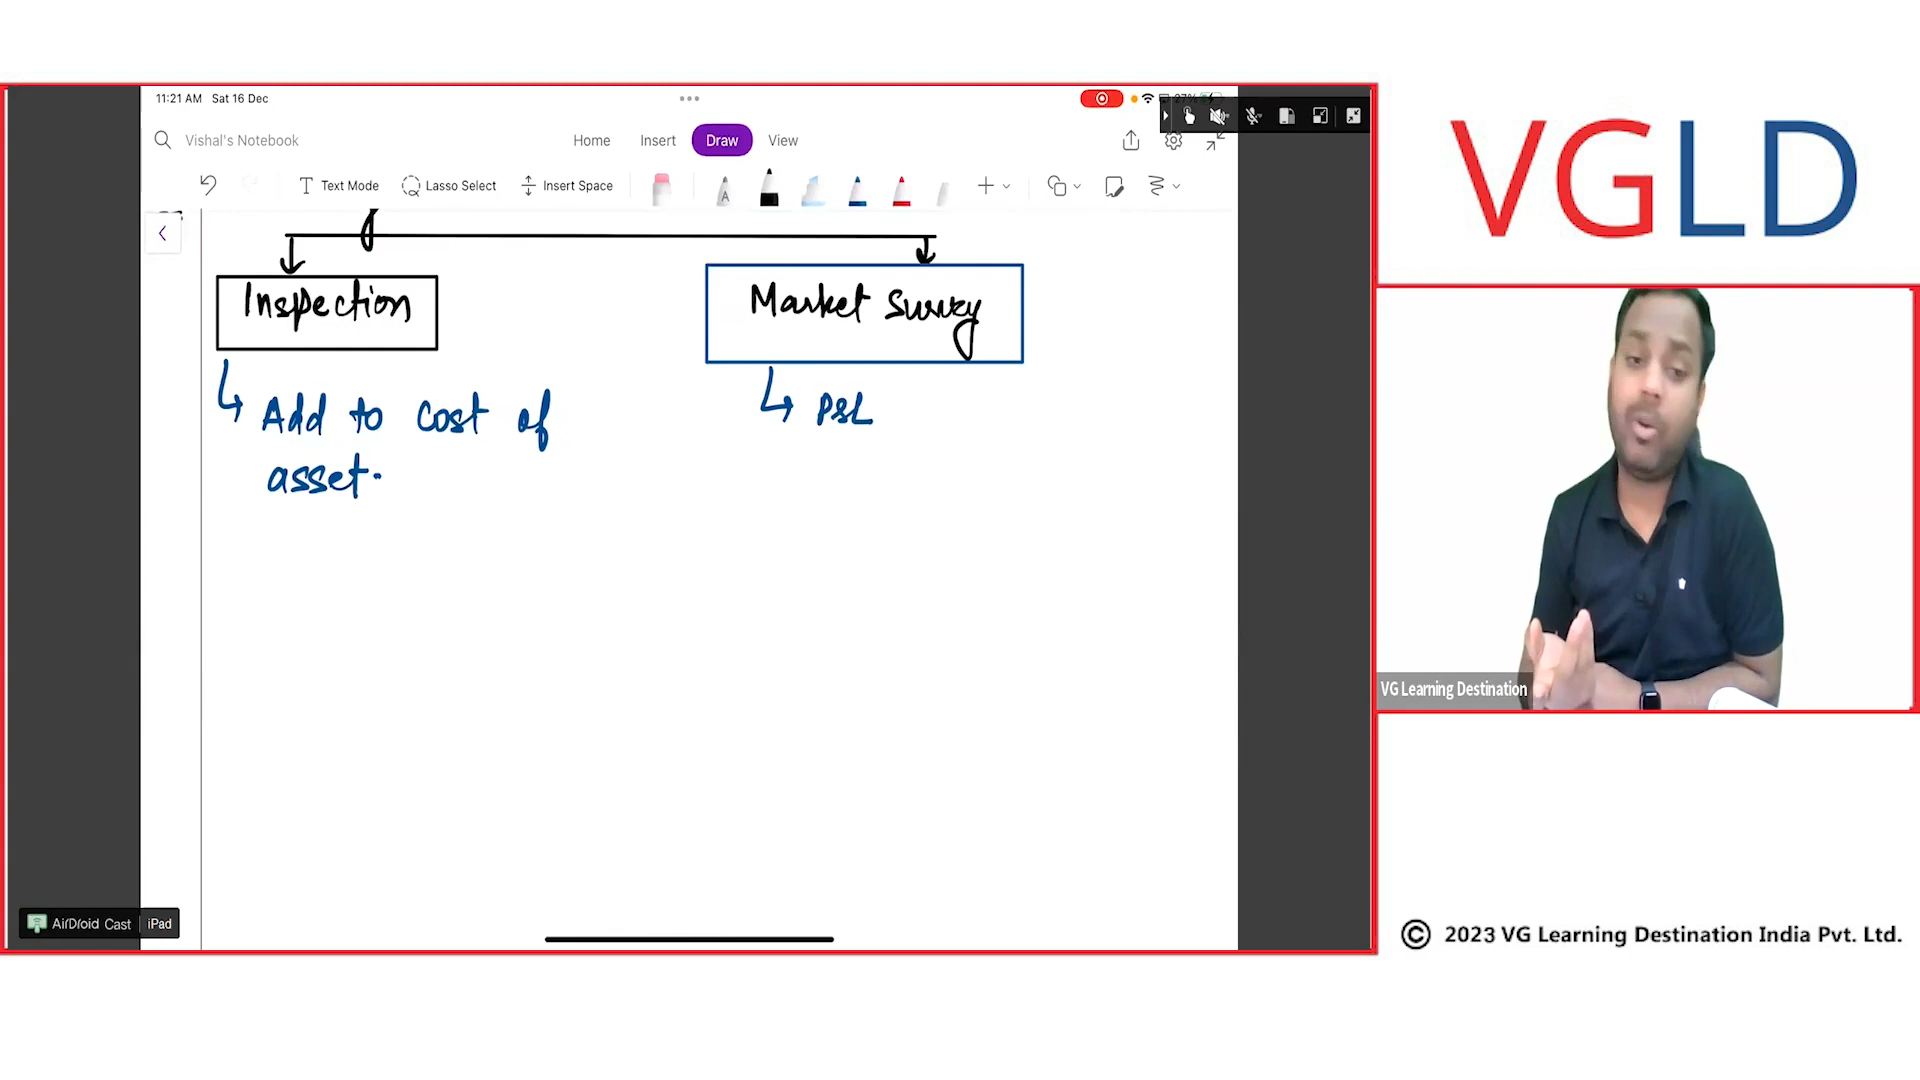 11:21 AM Sat 16 Dec
27%
Vishal's Notebook
Home Insert Draw View
Text Mode Lasso Select Insert Space
A
Inspection
Market Survey
Add to cost of
asset.
P&L
VGLD
VG Learning Destination
AirDroid Cast iPad
© 2023 VG Learning Destination India Pvt. Ltd.